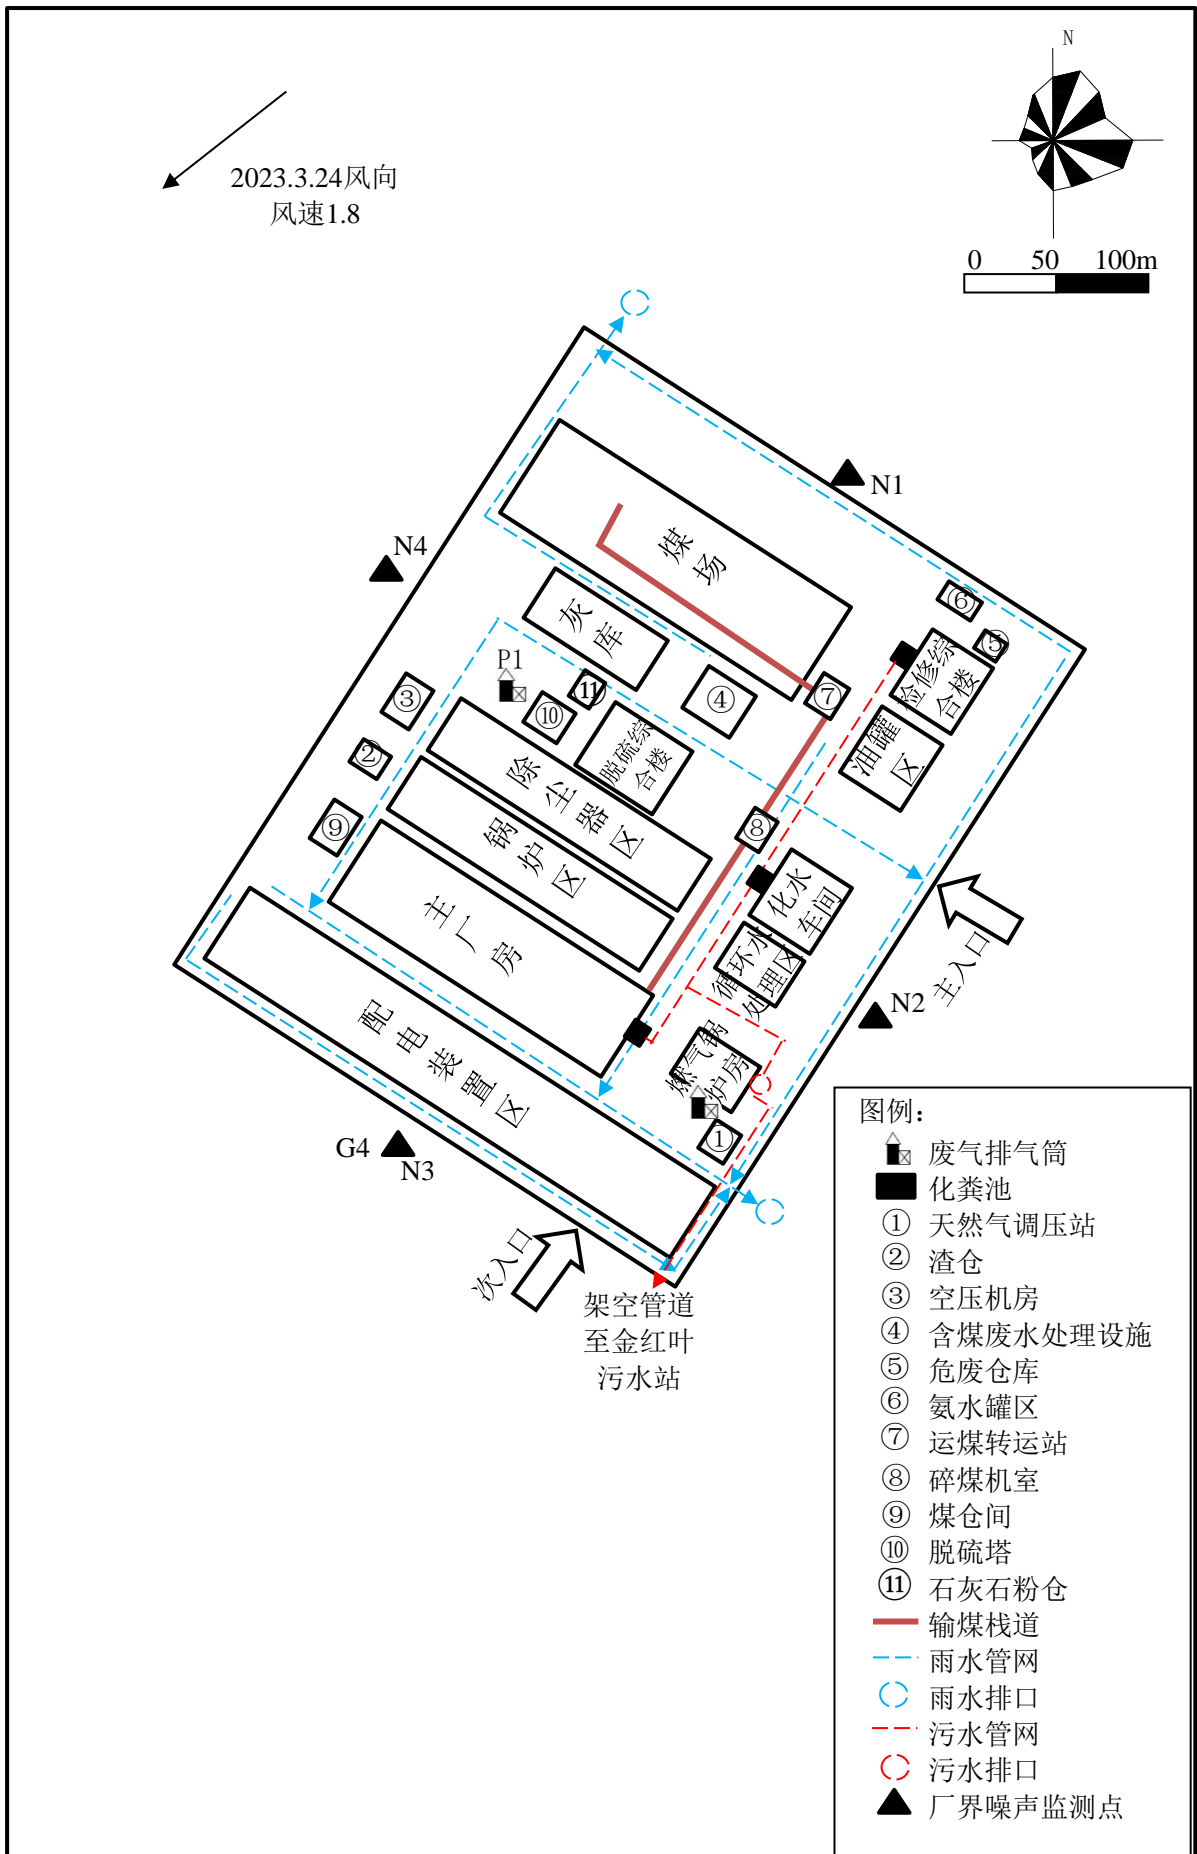 N
2023.3.24风向
风速1.8
0 50 100m
N1
N4
煤场
⑥
⑤
灰库
检修综
合楼
P1
⑪
⑦
③
④
⑩
油罐
区
脱硫综
合楼
②
除尘器区
⑧
⑨
锅炉区
化水
车间
主厂房
循环水
处理区
主入口
N2
配电装置区
燃气锅
炉房
①
G4
N3
次入口
架空管道
至金红叶
污水站
图例：
废气排气筒
化粪池
① 天然气调压站
② 渣仓
③ 空压机房
④ 含煤废水处理设施
⑤ 危废仓库
⑥ 氨水罐区
⑦ 运煤转运站
⑧ 碎煤机室
⑨ 煤仓间
⑩ 脱硫塔
⑪ 石灰石粉仓
输煤栈道
雨水管网
雨水排口
污水管网
污水排口
厂界噪声监测点